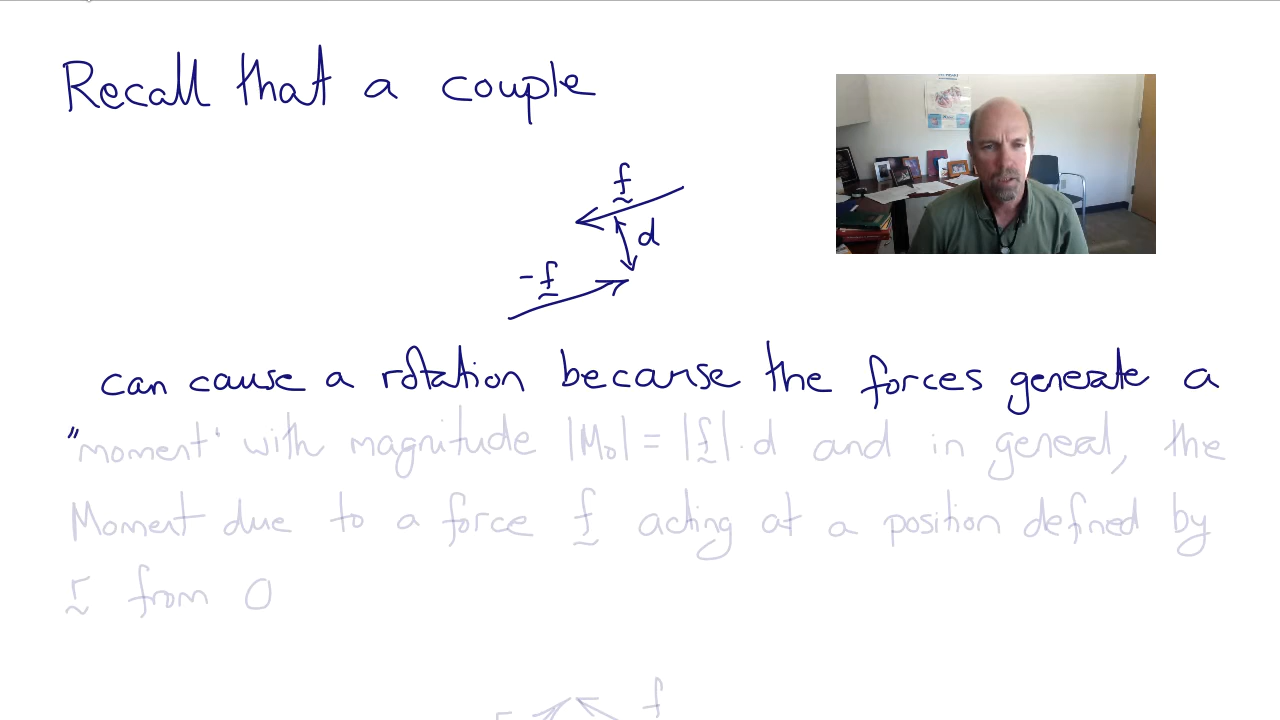 Recall that a couple
f
d
-f
can cause a rotation because the forces generate a
"moment" with magnitude |Mo| = |f|·d and in general, the
Moment due to a force f acting at a position defined by
r from O
r f